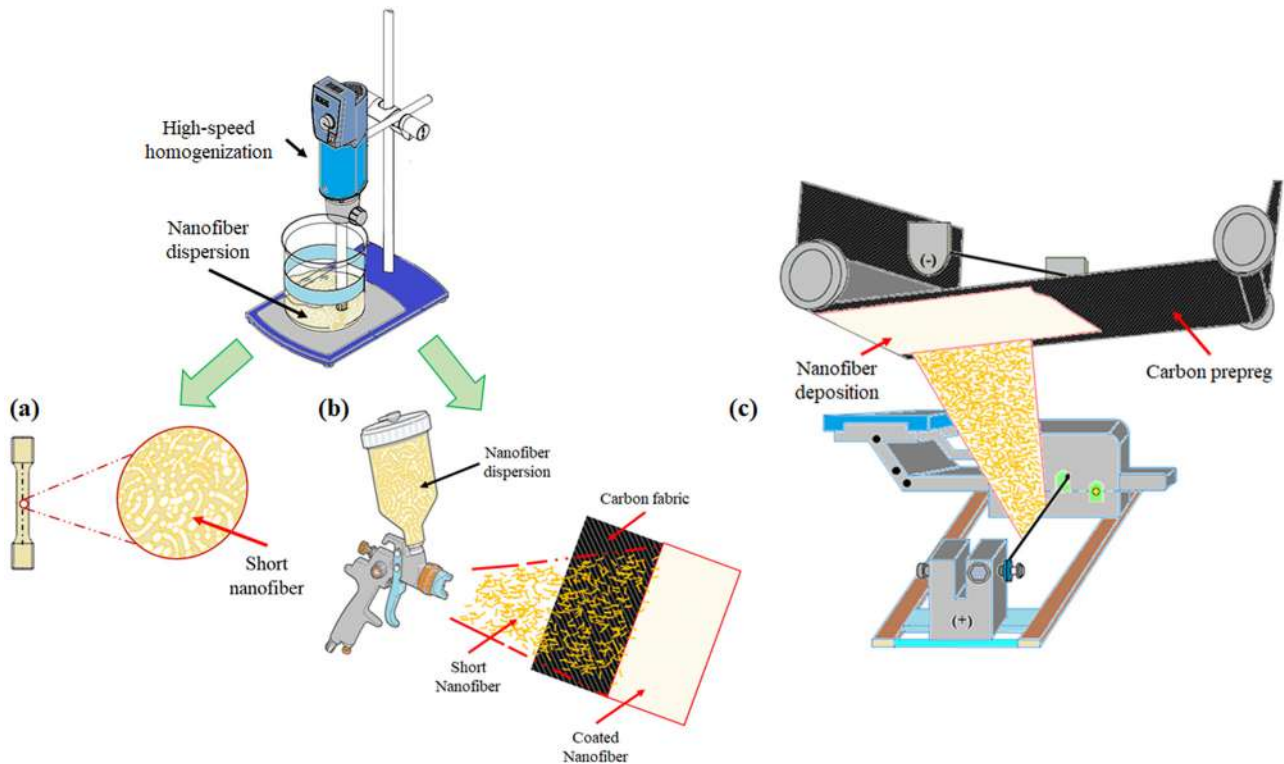 High-speed
homogenization
Nanofiber
dispersion
(a)
Short
nanofiber
(b)
Nanofiber
dispersion
Carbon fabric
Short
Nanofiber
Coated
Nanofiber
(c)
(-)
Nanofiber
deposition
Carbon prepreg
(+)